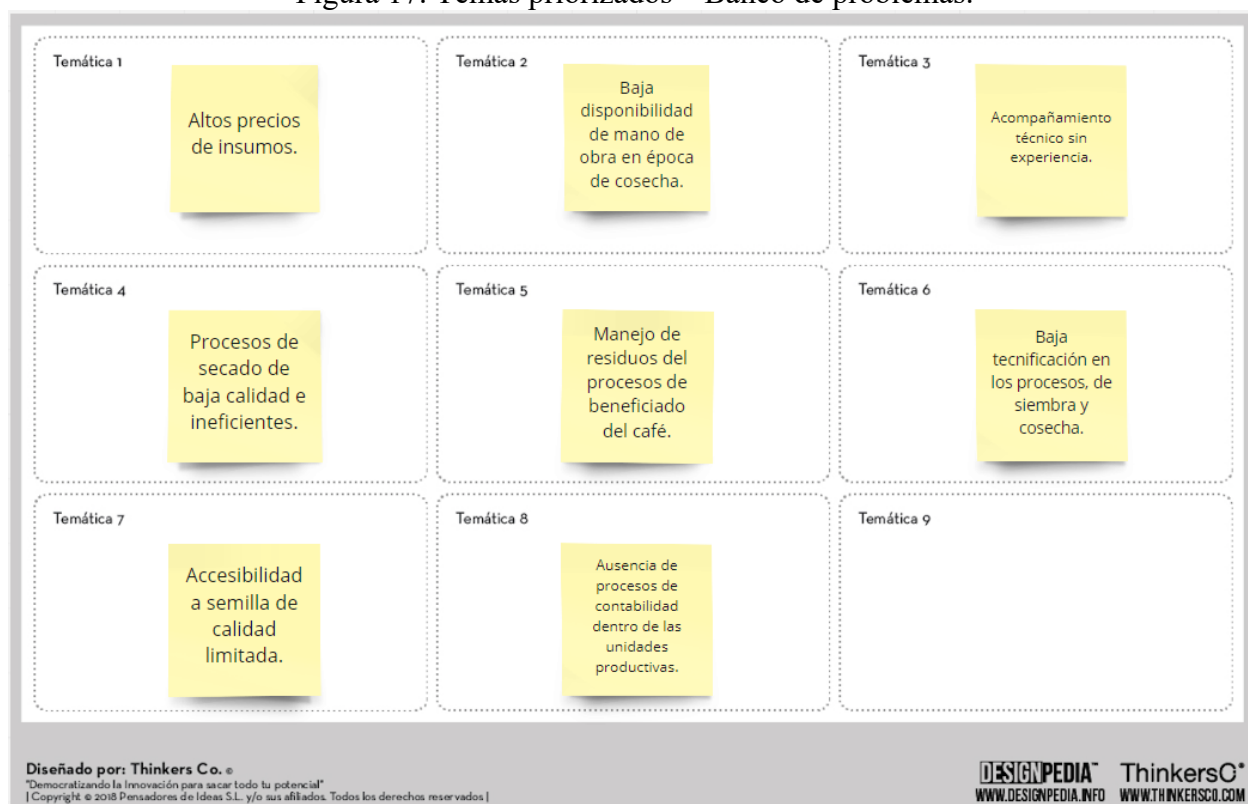 Figura 17. Temas priorizados – Banco de problemas.
Temática 1
Altos precios
de insumos.
Temática 2
Baja
disponibilidad
de mano de
obra en época
de cosecha.
Temática 3
Acompañamiento
técnico sin
experiencia.
Temática 4
Procesos de
secado de
baja calidad e
ineficientes.
Temática 5
Manejo de
residuos del
procesos de
beneficiado
del café.
Temática 6
Baja
tecnificación en
los procesos, de
siembra y
cosecha.
Temática 7
Accesibilidad
a semilla de
calidad
limitada.
Temática 8
Ausencia de
procesos de
contabilidad
dentro de las
unidades
productivas.
Temática 9
Diseñado por: Thinkers Co. ©
"Democratizando la Innovación para sacar todo tu potencial"
| Copyright © 2018 Pensadores de Ideas S.L. y/o sus afiliados. Todos los derechos reservados |
DESIGNPEDIA™
WWW.DESIGNPEDIA.INFO
ThinkersC°
WWW.THINKERSCO.COM